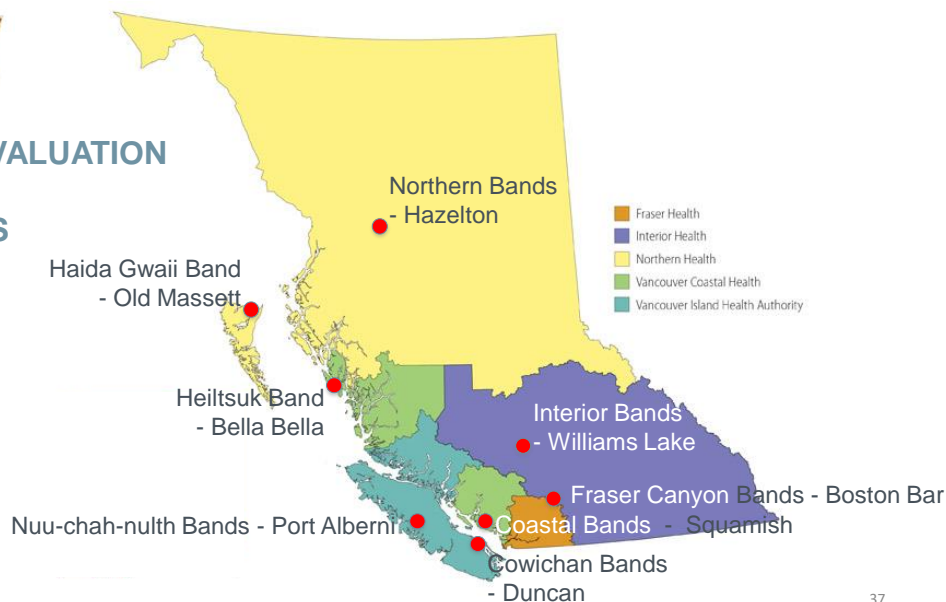 VALUATION
S
Northern Bands
- Hazelton
Fraser Health
Interior Health
Northern Health
Vancouver Coastal Health
Vancouver Island Health Authority
Haida Gwaii Band
- Old Massett
Heiltsuk Band
- Bella Bella
Interior Bands
- Williams Lake
Fraser Canyon Bands - Boston Bar
Nuu-chah-nulth Bands - Port Alberni
Coastal Bands - Squamish
Cowichan Bands
- Duncan
37